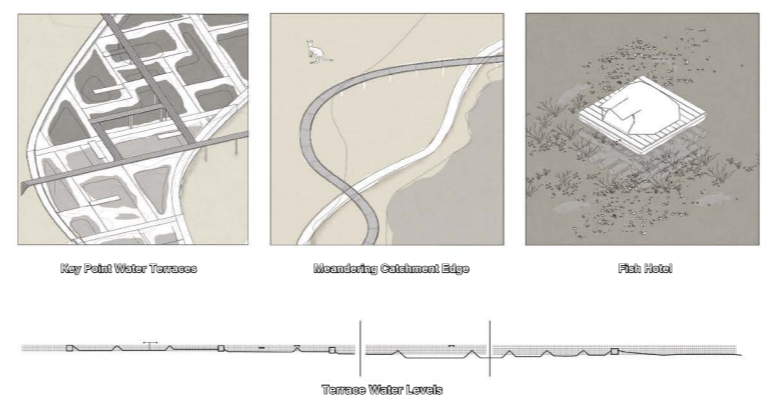 Key Point Water Terraces
Meandering Catchment Edge
Fish Hotel
Terrace Water Levels